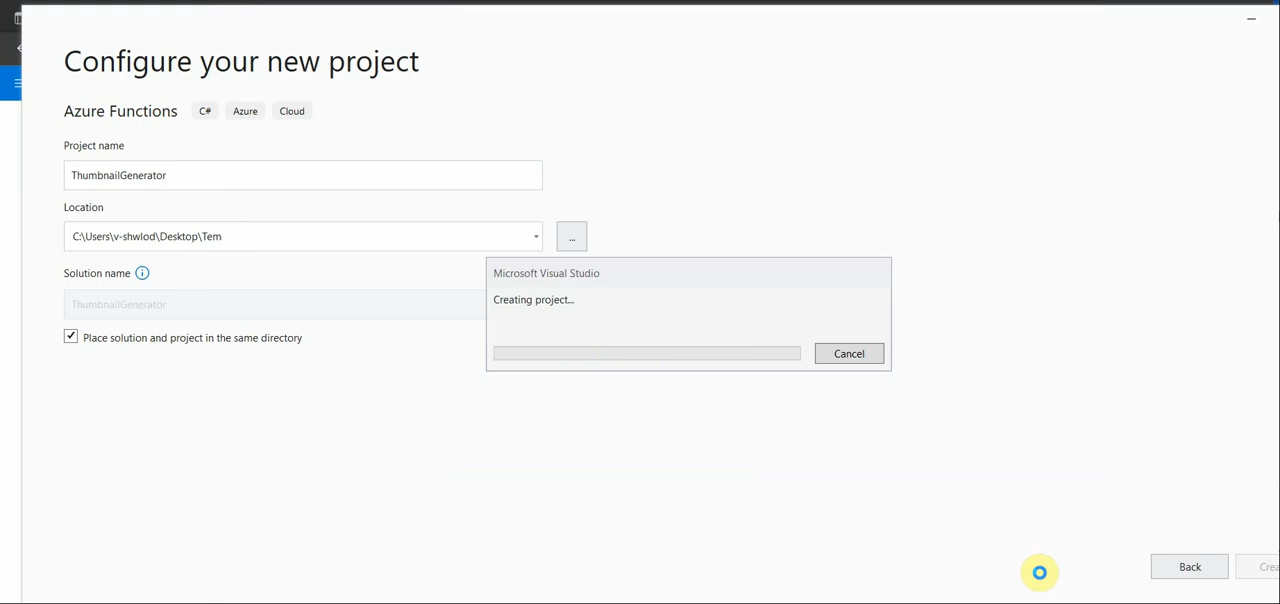 Configure your new project
Azure Functions C# Azure Cloud
Project name
ThumbnailGenerator
Location
C:\Users\v-shwlod\Desktop\Tem
...
Solution name
ThumbnailGenerator
Place solution and project in the same directory
Microsoft Visual Studio
Creating project...
Cancel
Back Crea